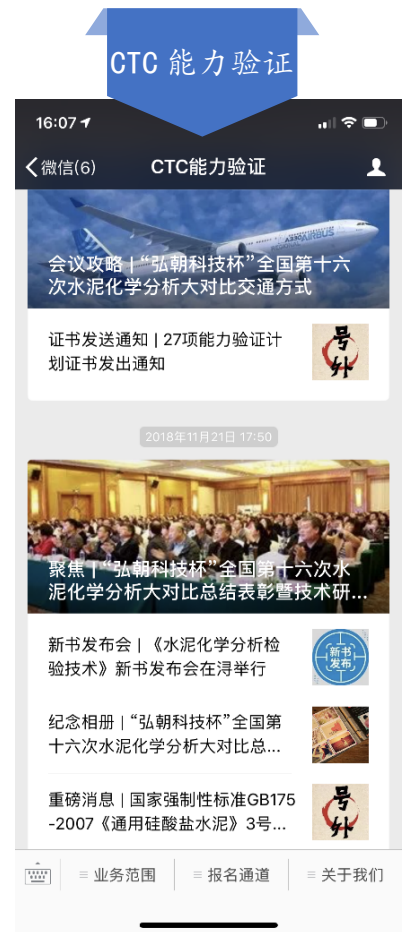 CTC 能力验证
16:07
微信(6)
CTC能力验证
AIRBUS
会议攻略 | “弘朝科技杯”全国第十六
次水泥化学分析大对比交通方式
证书发送通知 | 27项能力验证计
划证书发出通知
号外
2018年11月21日 17:50
聚焦 | “弘朝科技杯”全国第十六次水
泥化学分析大对比总结表彰暨技术研...
新书发布会 | 《水泥化学分析检
验技术》新书发布会在浔举行
新书
发布
纪念相册 | “弘朝科技杯”全国第
十六次水泥化学分析大对比总...
重磅消息 | 国家强制性标准GB175
-2007《通用硅酸盐水泥》3号...
号外
业务范围
报名通道
关于我们